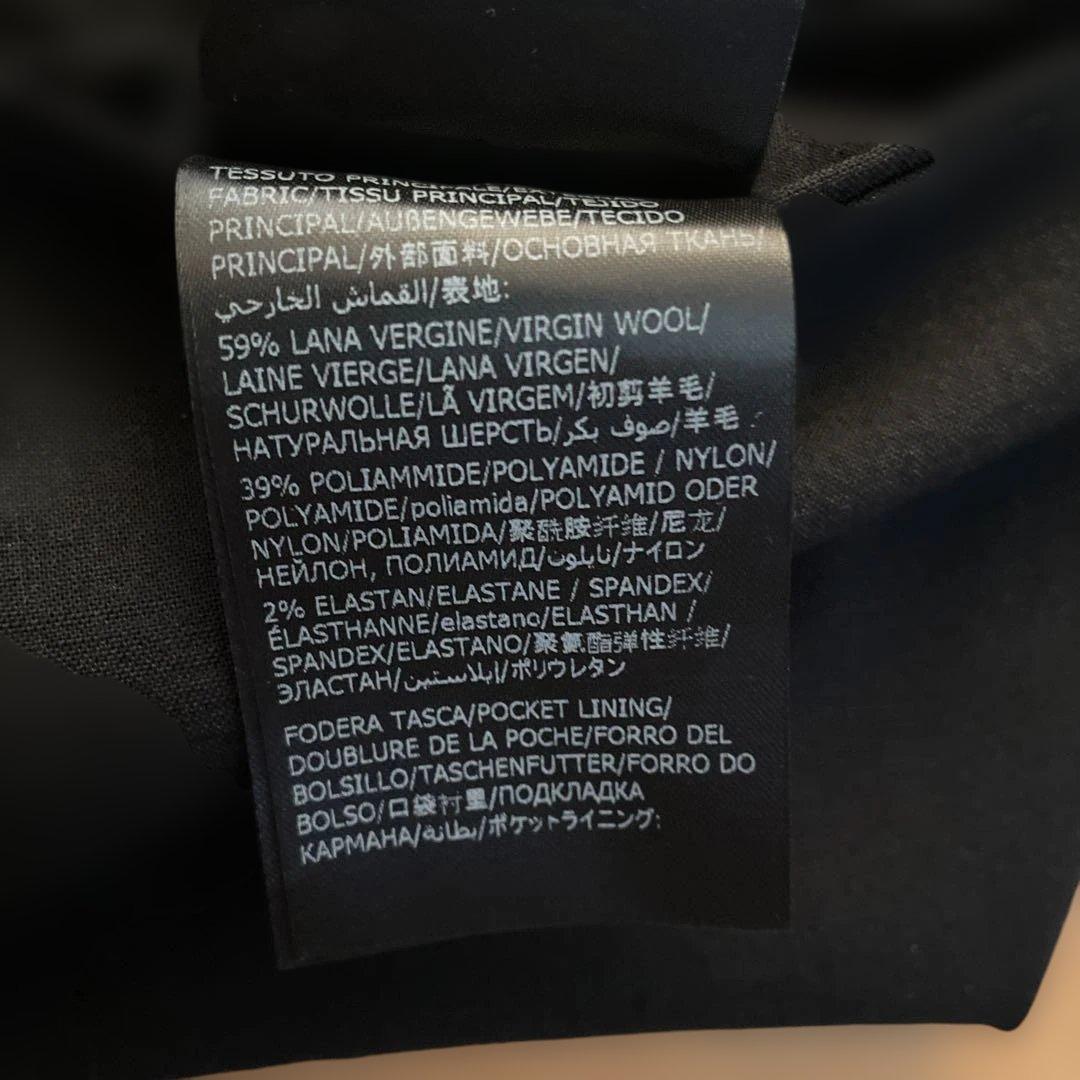 TESSUTO PRINCIPALE/
FABRIC/TISSU PRINCIPAL/TEJIDO
PRINCIPAL/AUßENGEWEBE/TECIDO
PRINCIPAL/外部面料/ОСНОВНАЯ ТКАНЬ/
القماش الخارجي/表地:
59% LANA VERGINE/VIRGIN WOOL/
LAINE VIERGE/LANA VIRGEN/
SCHURWOLLE/LÃ VIRGEM/初剪羊毛/
НАТУРАЛЬНАЯ ШЕРСТЬ/صوف بكر/羊毛
39% POLIAMMIDE/POLYAMIDE / NYLON/
POLYAMIDE/poliamida/POLYAMID ODER
NYLON/POLIAMIDA/聚酰胺纤维/尼龙/
НЕЙЛОН, ПОЛИАМИД/نايلون/ナイロン
2% ELASTAN/ELASTANE / SPANDEX/
ÉLASTHANNE/elastano/ELASTHAN /
SPANDEX/ELASTANO/聚氨酯弹性纤维/
ЭЛАСТАН/إيلاستين/ポリウレタン
FODERA TASCA/POCKET LINING/
DOUBLURE DE LA POCHE/FORRO DEL
BOLSILLO/TASCHENFUTTER/FORRO DO
BOLSO/口袋衬里/ПОДКЛАДКА
КАРМАНА/بطانة/ポケットライニング: